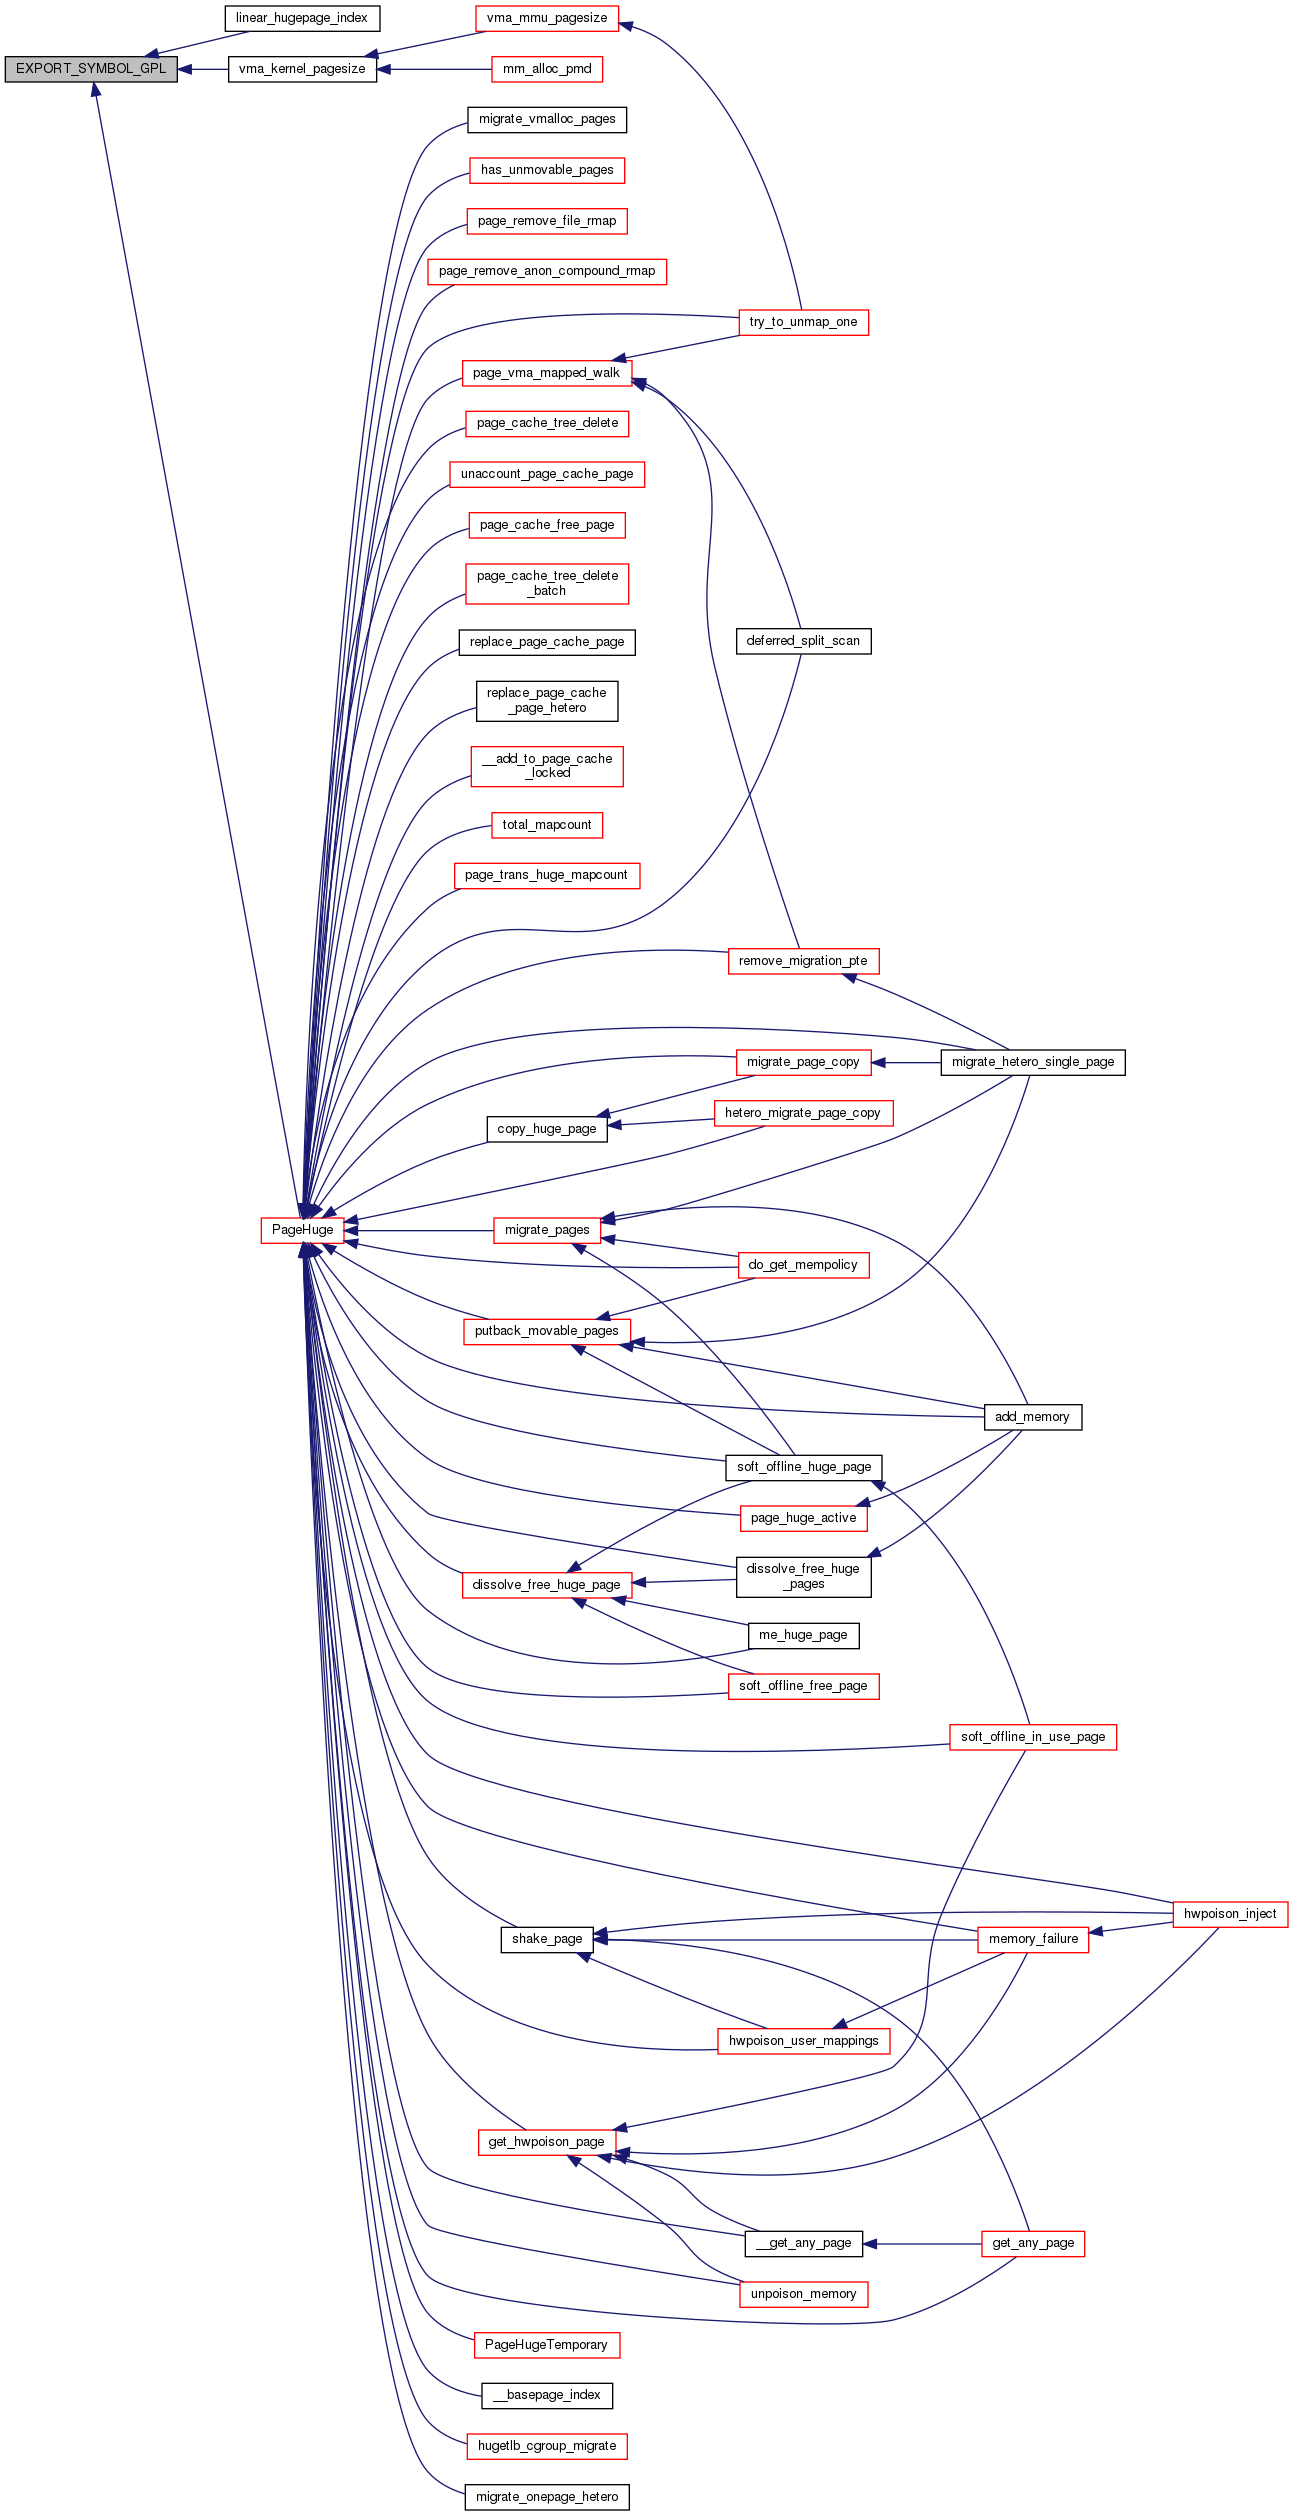 linear_hugepage_index
vma_mmu_pagesize
EXPORT_SYMBOL_GPL
vma_kernel_pagesize
mm_alloc_pmd
migrate_vmalloc_pages
has_unmovable_pages
page_remove_file_rmap
page_remove_anon_compound_rmap
try_to_unmap_one
page_vma_mapped_walk
page_cache_tree_delete
unaccount_page_cache_page
page_cache_free_page
page_cache_tree_delete
_batch
replace_page_cache_page
deferred_split_scan
replace_page_cache
_page_hetero
__add_to_page_cache
_locked
total_mapcount
page_trans_huge_mapcount
remove_migration_pte
migrate_page_copy
migrate_hetero_single_page
hetero_migrate_page_copy
copy_huge_page
PageHuge
migrate_pages
do_get_mempolicy
putback_movable_pages
add_memory
soft_offline_huge_page
page_huge_active
dissolve_free_huge_page
dissolve_free_huge
_pages
me_huge_page
soft_offline_free_page
soft_offline_in_use_page
hwpoison_inject
shake_page
memory_failure
hwpoison_user_mappings
get_hwpoison_page
__get_any_page
get_any_page
unpoison_memory
PageHugeTemporary
__basepage_index
hugetlb_cgroup_migrate
migrate_onepage_hetero